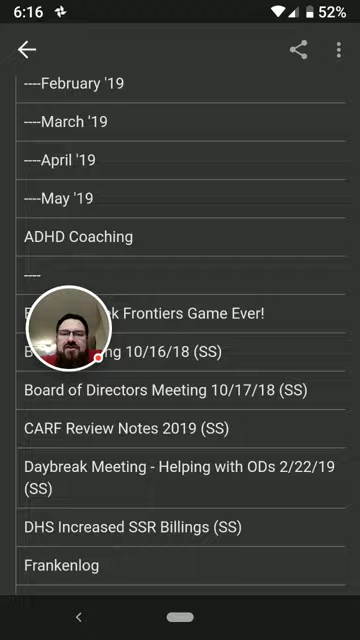 6:16
52%
----February '19
----March '19
----April '19
----May '19
ADHD Coaching
----
Frontiers Game Ever!
10/16/18 (SS)
Board of Directors Meeting 10/17/18 (SS)
CARF Review Notes 2019 (SS)
Daybreak Meeting - Helping with ODs 2/22/19
(SS)
DHS Increased SSR Billings (SS)
Frankenlog